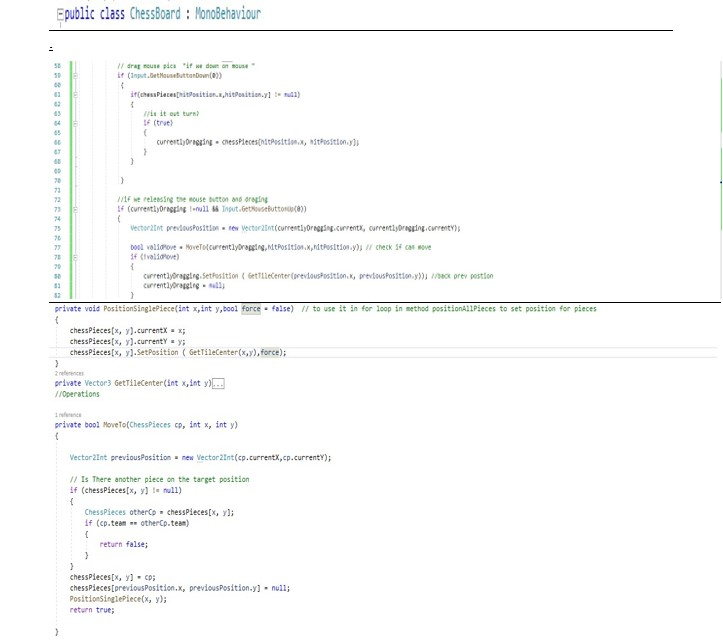 public class ChessBoard : MonoBehaviour
.
58 // drag mouse pics "if we down on mouse "
59 if (Input.GetMouseButtonDown(0))
60 {
61 if(chessPieces[hitPosition.x,hitPosition.y] != null)
62 {
63 //is it out turn?
64 if (true)
65 {
66 currentlyDragging = chessPieces[hitPosition.x, hitPosition.y];
67 }
68 }
69
70 }
71
72 //if we releasing the mouse button and draging
73 if (currentlyDragging !=null && Input.GetMouseButtonUp(0))
74 {
75 Vector2Int previousPosition = new Vector2Int(currentlyDragging.currentX, currentlyDragging.currentY);
76
77 bool validMove = MoveTo(currentlyDragging,hitPosition.x,hitPosition.y); // check if can move
78 if (!validMove)
79 {
80 currentlyDragging.SetPosition ( GetTileCenter(previousPosition.x, previousPosition.y)); //back prev postion
81 currentlyDragging = null;
82 }
private void PositionSinglePiece(int x,int y,bool force = false) // to use it in for loop in method positionAllPieces to set position for pieces
{
chessPieces[x, y].currentX = x;
chessPieces[x, y].currentY = y;
chessPieces[x, y].SetPosition ( GetTileCenter(x,y),force);
}
2 references
private Vector3 GetTileCenter(int x,int y)...
//Operations
1 reference
private bool MoveTo(ChessPieces cp, int x, int y)
{
Vector2Int previousPosition = new Vector2Int(cp.currentX,cp.currentY);
// Is There another piece on the target position
if (chessPieces[x, y] != null)
{
ChessPieces otherCp = chessPieces[x, y];
if (cp.team == otherCp.team)
{
return false;
}
}
chessPieces[x, y] = cp;
chessPieces[previousPosition.x, previousPosition.y] = null;
PositionSinglePiece(x, y);
return true;
}